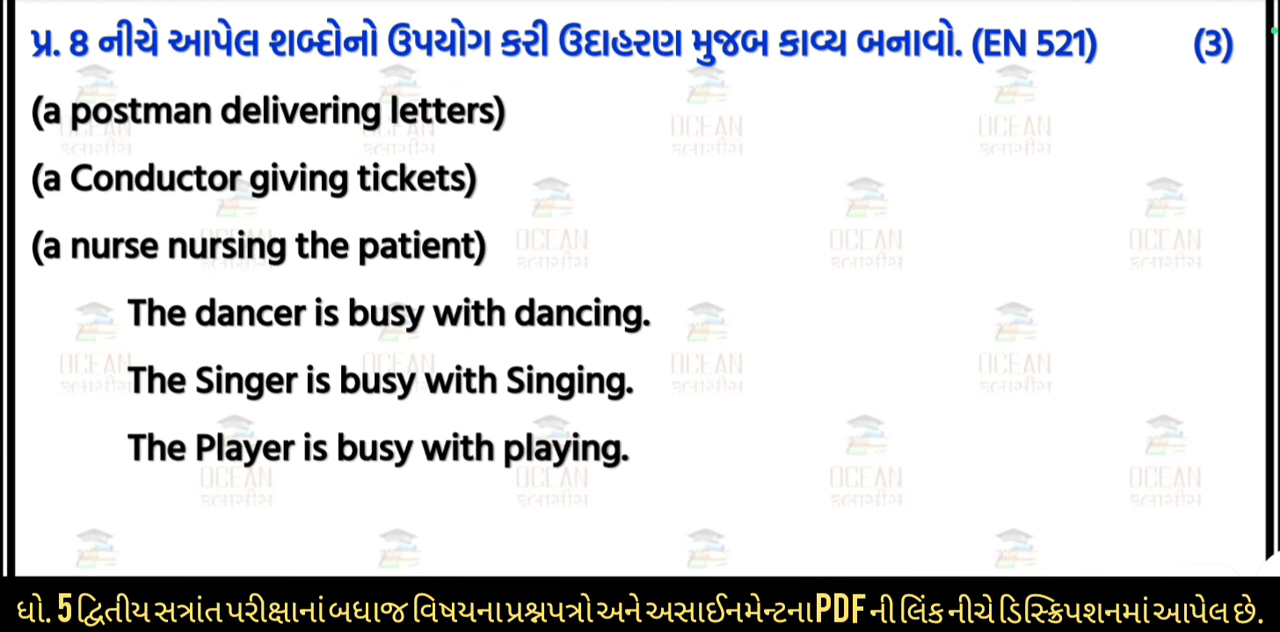 પ્ર. 8 નીચે આપેલ શબ્દોનો ઉપયોગ કરી ઉદાહરણ મુજબ કાવ્ય બનાવો. (EN 521) (3)
(a postman delivering letters)
(a Conductor giving tickets)
(a nurse nursing the patient)
The dancer is busy with dancing.
The Singer is busy with Singing.
The Player is busy with playing.
OCEAN
ક્લાસીસ
ધો. 5 દ્વિતીય સત્રાંત પરીક્ષાનાં બધાજ વિષયના પ્રશ્નપત્રો અને અસાઈનમેન્ટના PDF ની લિંક નીચે ડિસ્ક્રિપશનમાં આપેલ છે.